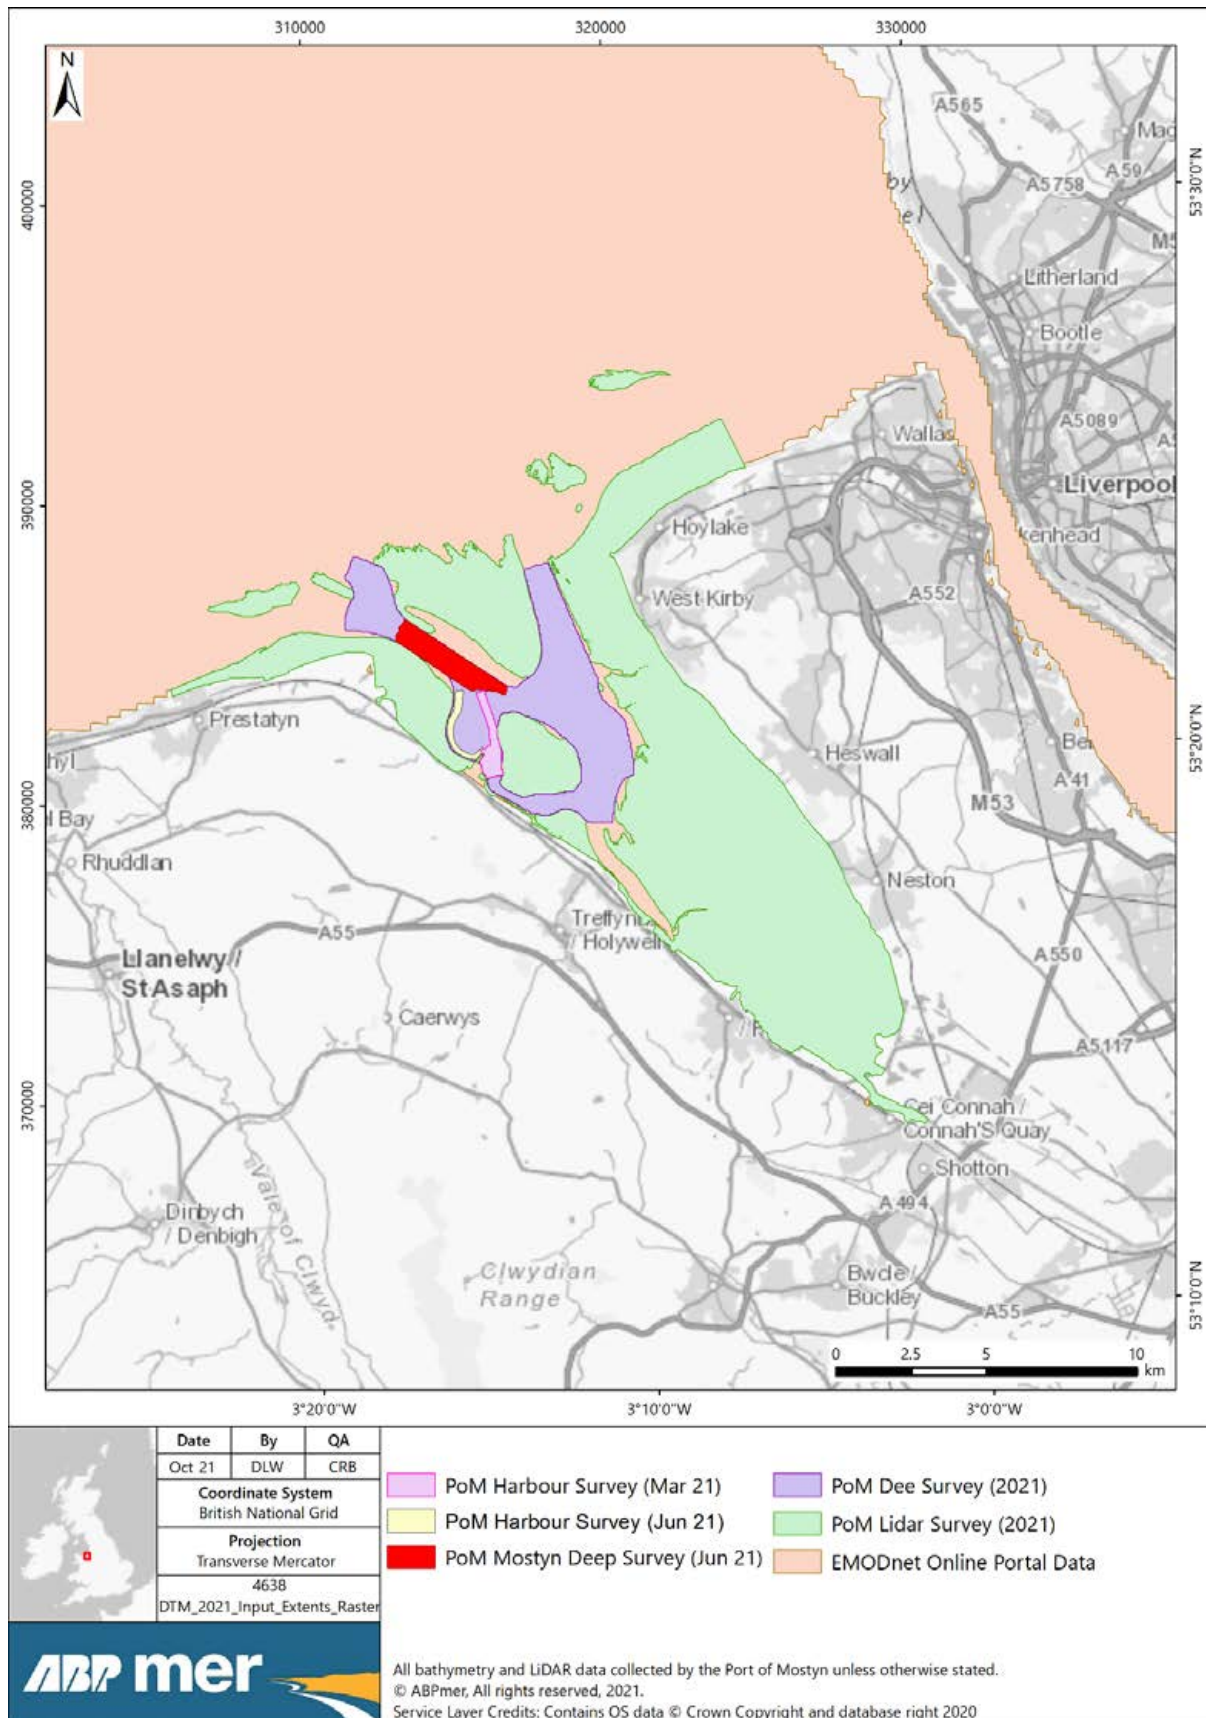 310000
320000
330000
N
A565
Mag
A59
53°30'0"N
A5758
400000
by
el
M5
Litherland
Bootle
A5089
Wallas
Liverpool
390000
Hoylake
kenhead
A552
West Kirby
Prestatyn
53°20'0"N
Heswall
Be
hyl
A41
M53
380000
l Bay
Rhuddlan
Neston
Treffyn
/ Holywell
A55
A550
Llanelwy /
St Asaph
Caerwys
/ F
A5117
370000
Cei Connah /
Connah'S Quay
Shotton
A494
Vale of Clwyd
Dinbych
/ Denbigh
Clwydian
Range
Bwcle /
Buckley
A55
53°10'0"N
0 2.5 5 10
km
3°20'0"W
3°10'0"W
3°0'0"W
Date By QA
Oct 21 DLW CRB
Coordinate System
British National Grid
Projection
Transverse Mercator
4638
DTM_2021_Input_Extents_Raster
ABP mer
PoM Harbour Survey (Mar 21)
PoM Harbour Survey (Jun 21)
PoM Mostyn Deep Survey (Jun 21)
PoM Dee Survey (2021)
PoM Lidar Survey (2021)
EMODnet Online Portal Data
All bathymetry and LiDAR data collected by the Port of Mostyn unless otherwise stated.
© ABPmer, All rights reserved, 2021.
Service Layer Credits: Contains OS data © Crown Copyright and database right 2020